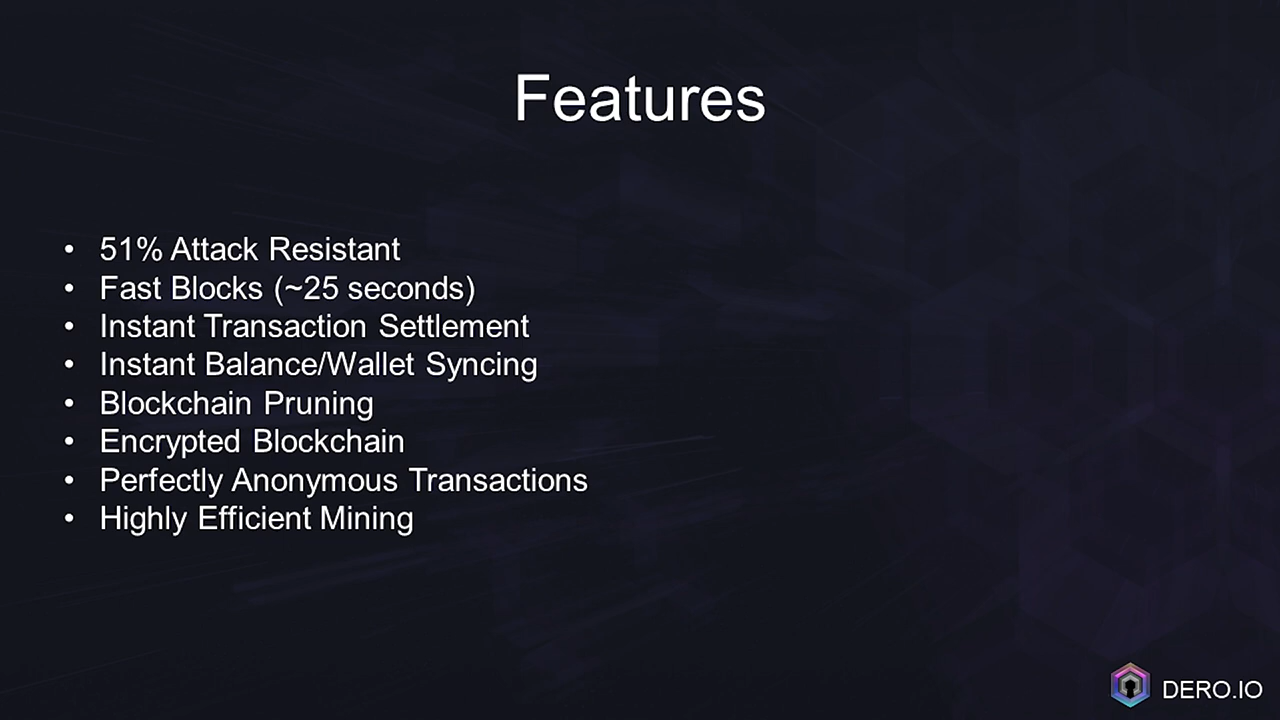 Features
• 51% Attack Resistant
• Fast Blocks (~25 seconds)
• Instant Transaction Settlement
• Instant Balance/Wallet Syncing
• Blockchain Pruning
• Encrypted Blockchain
• Perfectly Anonymous Transactions
• Highly Efficient Mining
DERO.IO